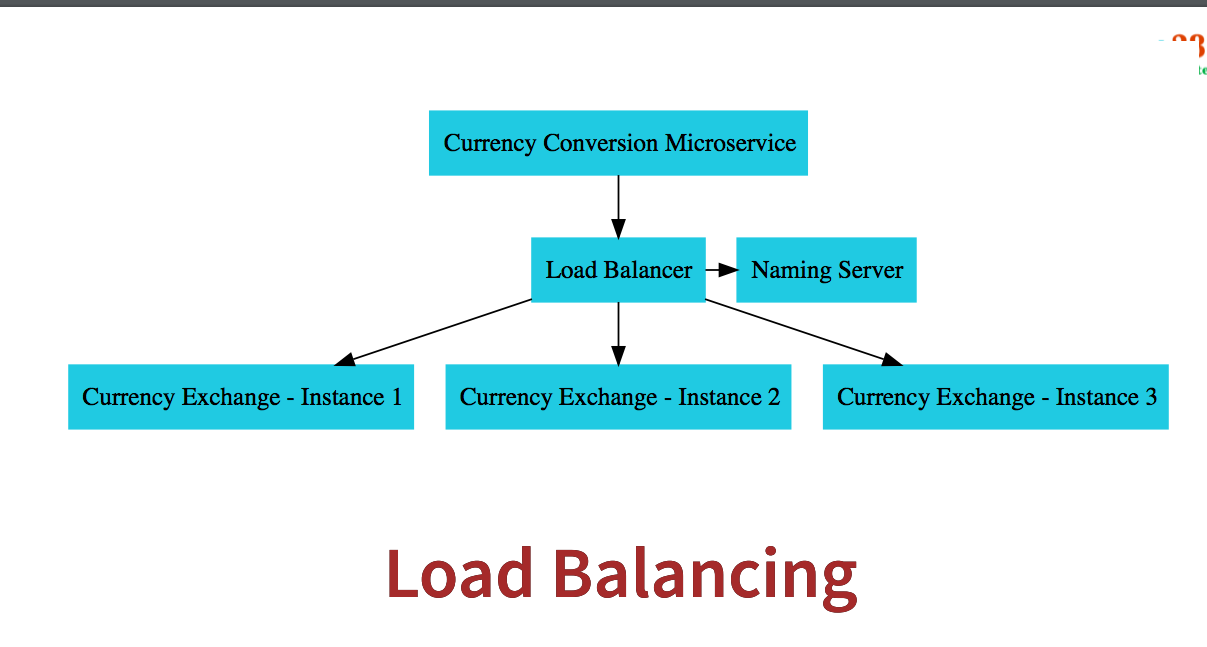 Currency Conversion Microservice
Load Balancer
Naming Server
Currency Exchange - Instance 1
Currency Exchange - Instance 2
Currency Exchange - Instance 3
Load Balancing